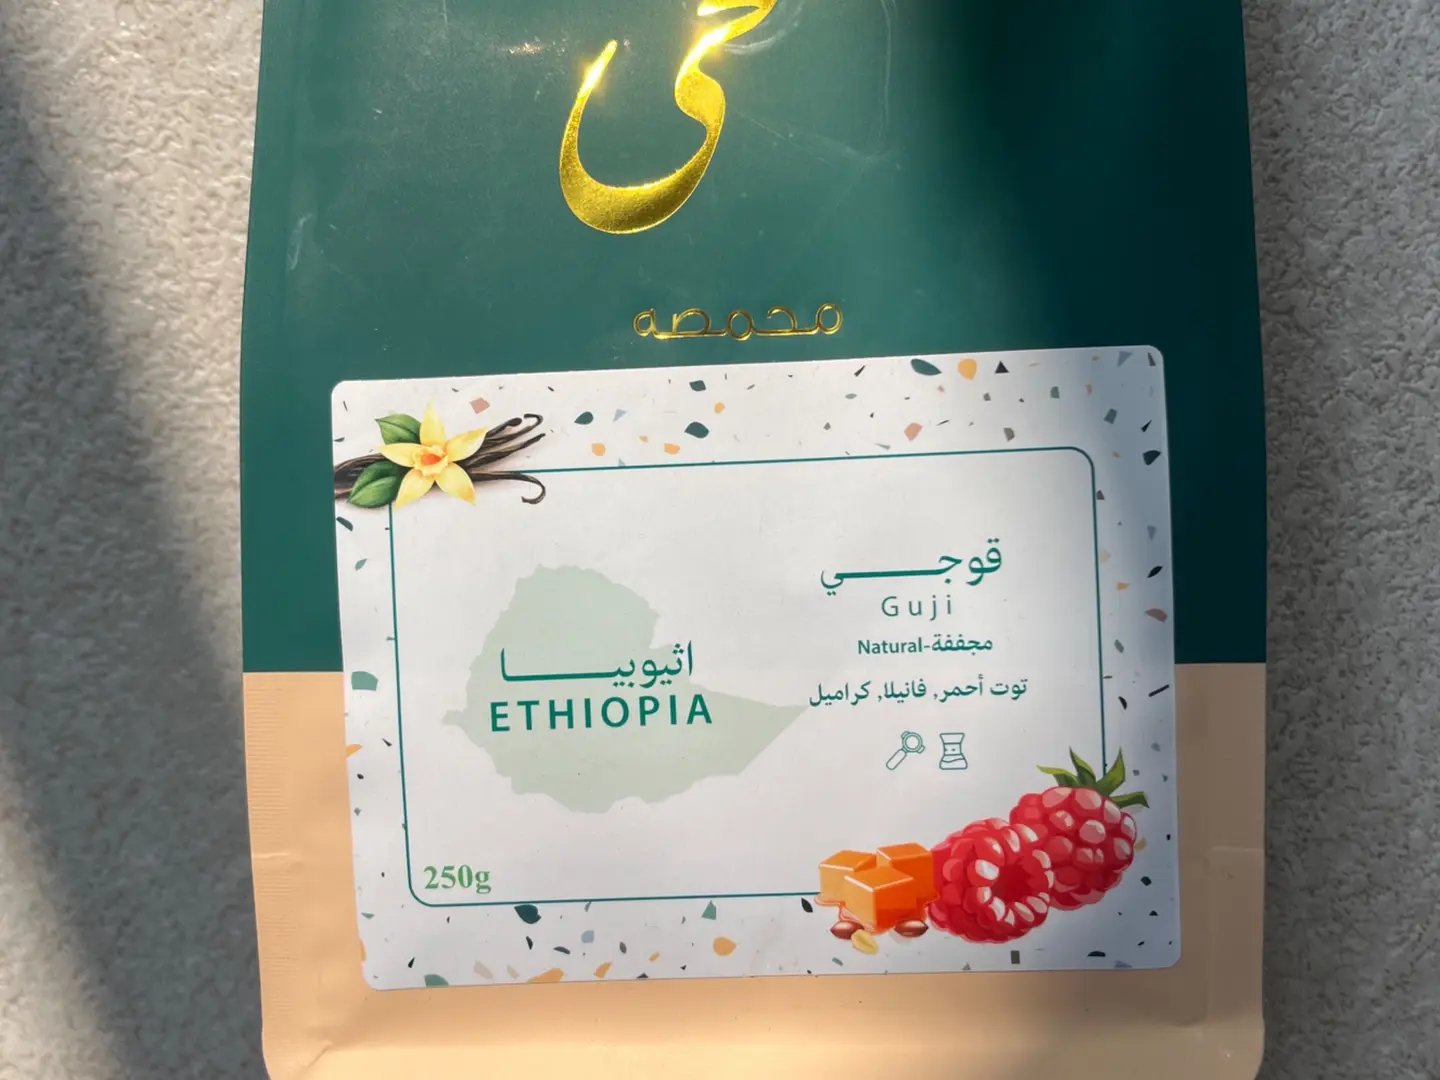 محمصه
قوجي
Guji
مجففة-Natural
توت أحمر, فانيلا, كراميل
اثيوبيا
ETHIOPIA
250g